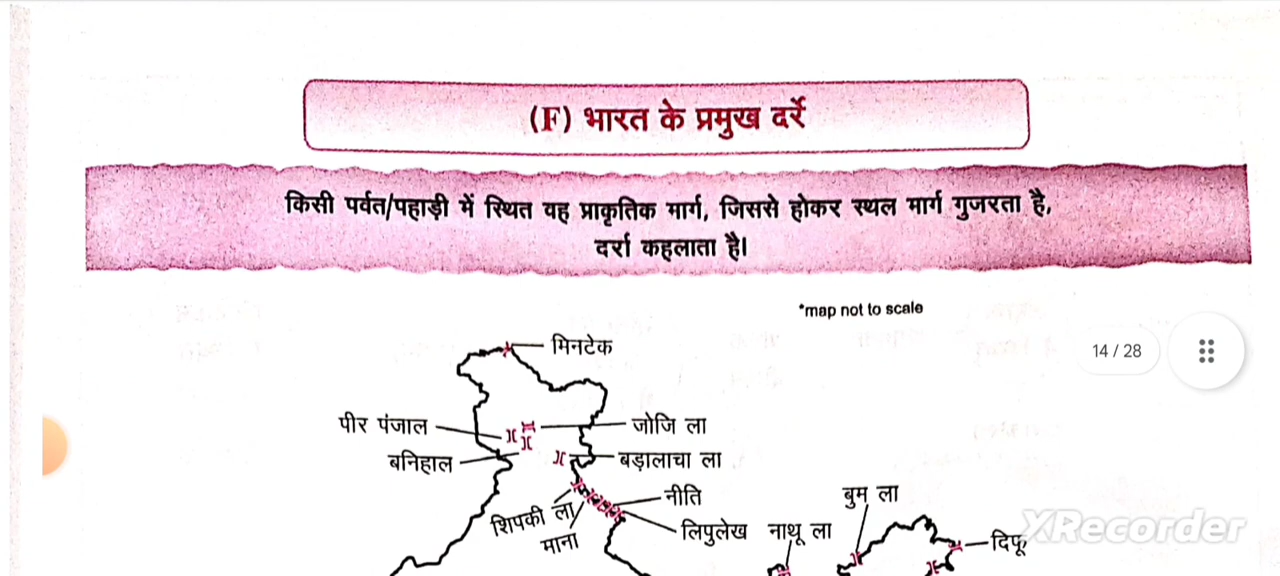 (F) भारत के प्रमुख दर्रे
किसी पर्वत/पहाड़ी में स्थित वह प्राकृतिक मार्ग, जिससे होकर स्थल मार्ग गुजरता है,
दर्रा कहलाता है।
*map not to scale
मिनटेक
14 / 28
पीर पंजाल
जोजि ला
बनिहाल
बड़ालाचा ला
नीति
बुम ला
शिपकी ला
लिपुलेख
नाथू ला
माना
दिफू
XRecorder